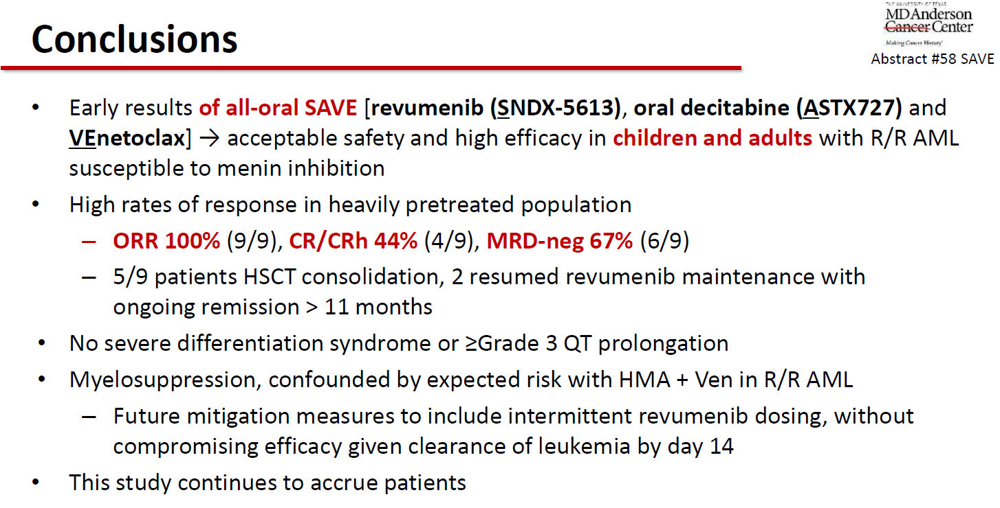 Conclusions
THE UNIVERSITY OF TEXAS
MD Anderson
Cancer Center
Making Cancer History®
Abstract #58 SAVE
• Early results of all-oral SAVE [revumenib (SNDX-5613), oral decitabine (ASTX727) and
VEnetoclax] → acceptable safety and high efficacy in children and adults with R/R AML
susceptible to menin inhibition
• High rates of response in heavily pretreated population
– ORR 100% (9/9), CR/CRh 44% (4/9), MRD-neg 67% (6/9)
– 5/9 patients HSCT consolidation, 2 resumed revumenib maintenance with
ongoing remission > 11 months
• No severe differentiation syndrome or ≥Grade 3 QT prolongation
• Myelosuppression, confounded by expected risk with HMA + Ven in R/R AML
– Future mitigation measures to include intermittent revumenib dosing, without
compromising efficacy given clearance of leukemia by day 14
• This study continues to accrue patients